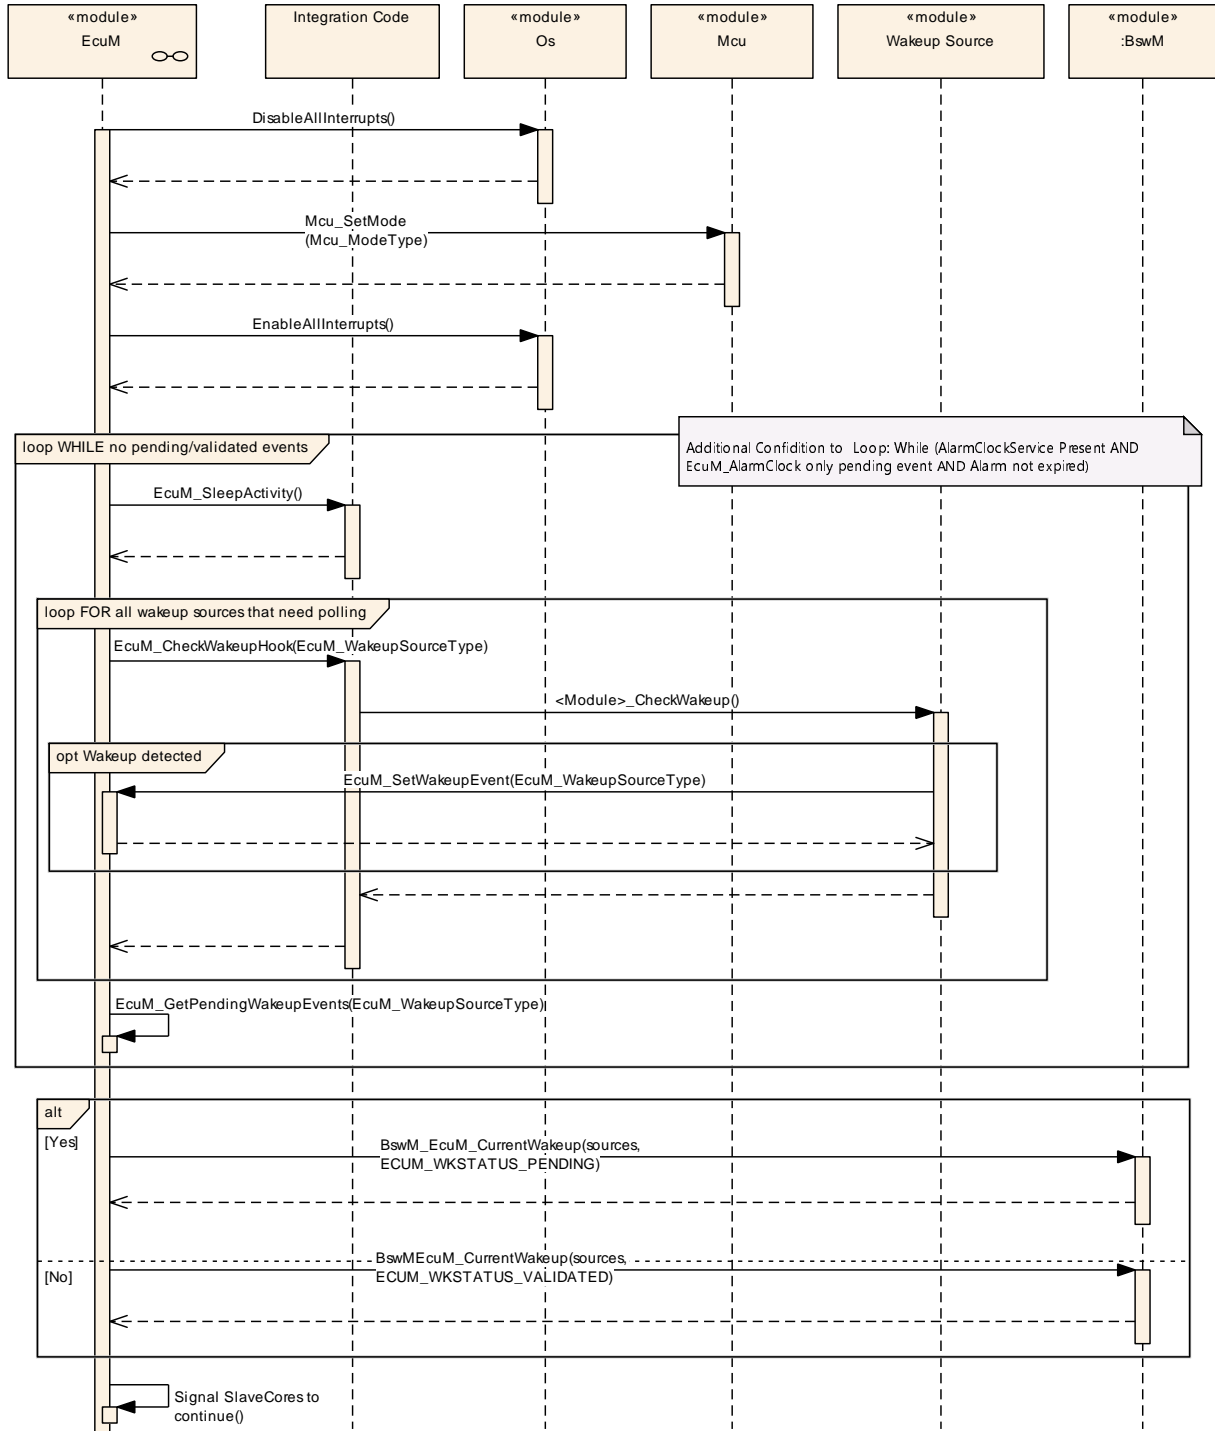 «module»
EcuM
Integration Code
«module»
Os
«module»
Mcu
«module»
Wakeup Source
«module»
:BswM
DisableAllInterrupts()
Mcu_SetMode
(Mcu_ModeType)
EnableAllInterrupts()
loop WHILE no pending/validated events
Additional Confidition to Loop: While (AlarmClockService Present AND
EcuM_AlarmClock only pending event AND Alarm not expired)
EcuM_SleepActivity()
loop FOR all wakeup sources that need polling
EcuM_CheckWakeupHook(EcuM_WakeupSourceType)
<Module>_CheckWakeup()
opt Wakeup detected
EcuM_SetWakeupEvent(EcuM_WakeupSourceType)
EcuM_GetPendingWakeupEvents(EcuM_WakeupSourceType)
alt
[Yes]
BswM_EcuM_CurrentWakeup(sources,
ECUM_WKSTATUS_PENDING)
BswMEcuM_CurrentWakeup(sources,
[No]
ECUM_WKSTATUS_VALIDATED)
Signal SlaveCores to
continue()